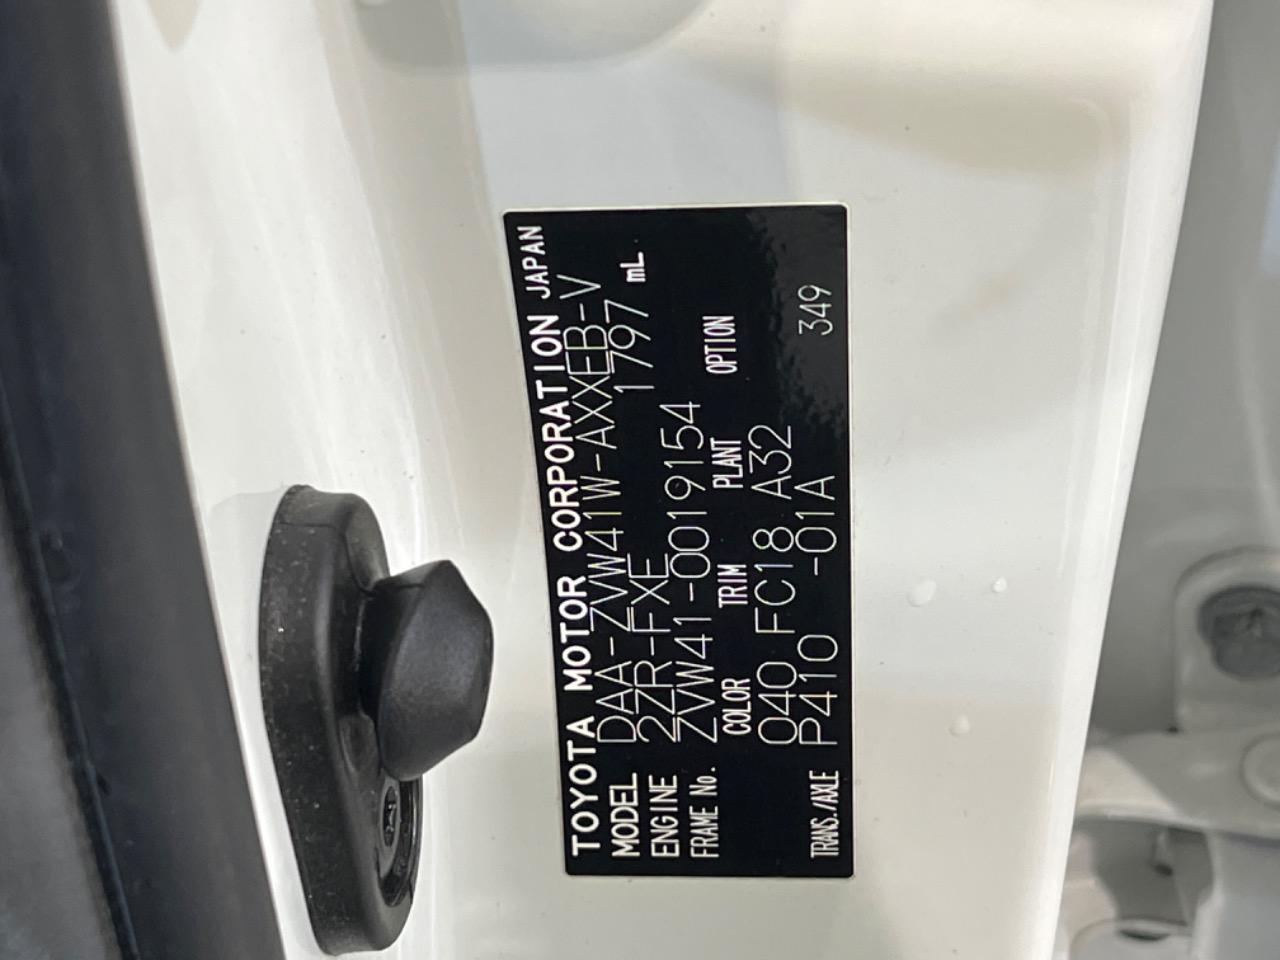 TOYOTA MOTOR CORPORATION JAPAN
MODEL DAA-ZVW41W-AXXEB-V
ENGINE 2ZR-FXE 1797 mL
FRAME No. ZVW41-0019154
COLOR TRIM PLANT OPTION
040 FC18 A32
TRANS./AXLE P410 -01A 349